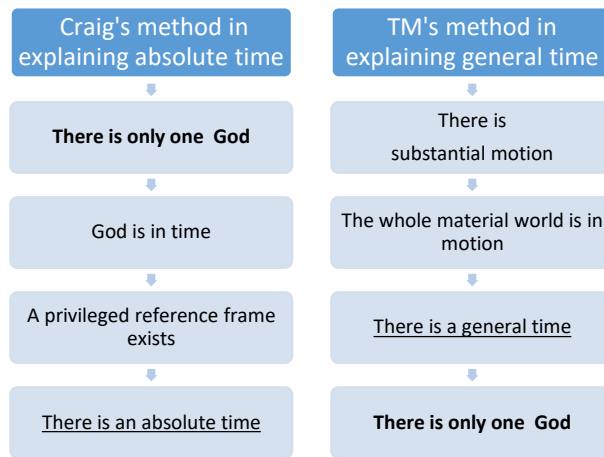 Craig's method in
explaining absolute time
There is only one God
God is in time
A privileged reference frame
exists
There is an absolute time
TM's method in
explaining general time
There is
substantial motion
The whole material world is in
motion
There is a general time
There is only one God